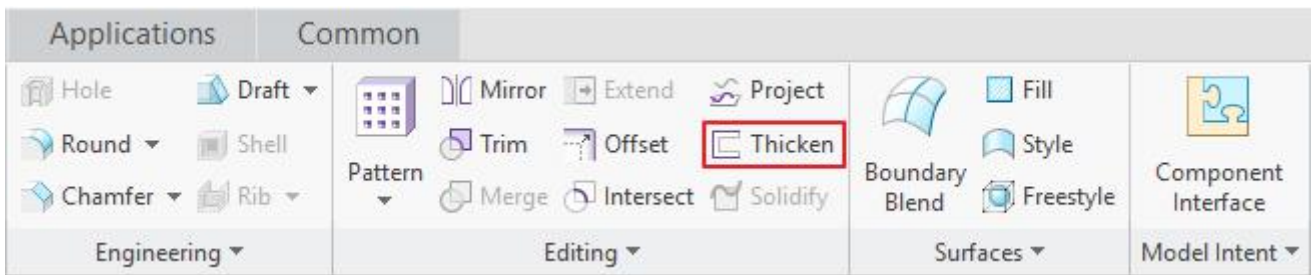 Applications Common
Hole Draft Mirror Extend Project Fill
Round Shell Trim Offset Thicken Style
Pattern Boundary Blend Component Interface
Chamfer Rib Merge Intersect Solidify Freestyle
Engineering Editing Surfaces Model Intent